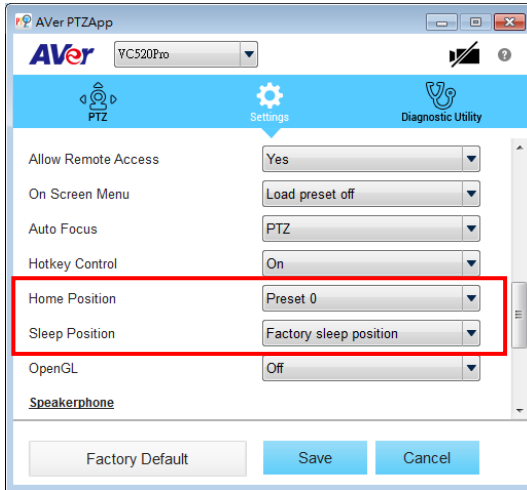 AVer PTZApp
AVer VC520Pro
PTZ Settings Diagnostic Utility
Allow Remote Access Yes
On Screen Menu Load preset off
Auto Focus PTZ
Hotkey Control On
Home Position Preset 0
Sleep Position Factory sleep position
OpenGL Off
Speakerphone
Factory Default Save Cancel